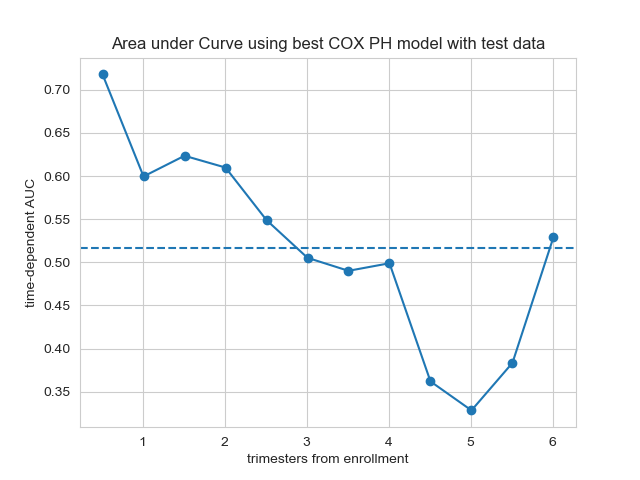 Area under Curve using best COX PH model with test data
time-dependent AUC
0.70
0.65
0.60
0.55
0.50
0.45
0.40
0.35
1 2 3 4 5 6
trimesters from enrollment